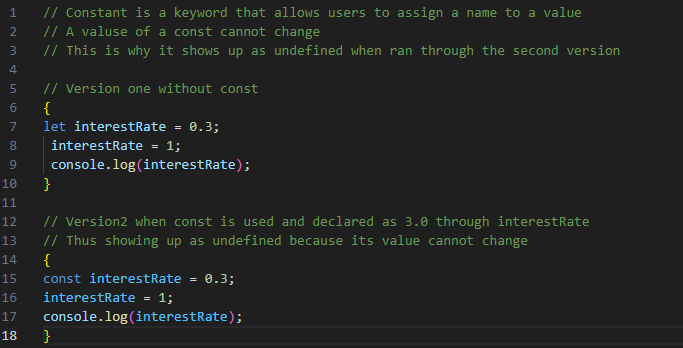 1 // Constant is a keyword that allows users to assign a name to a value
2 // A valuse of a const cannot change
3 // This is why it shows up as undefined when ran through the second version
4
5 // Version one without const
6 {
7 let interestRate = 0.3;
8 interestRate = 1;
9 console.log(interestRate);
10 }
11
12 // Version2 when const is used and declared as 3.0 through interestRate
13 // Thus showing up as undefined because its value cannot change
14 {
15 const interestRate = 0.3;
16 interestRate = 1;
17 console.log(interestRate);
18 }